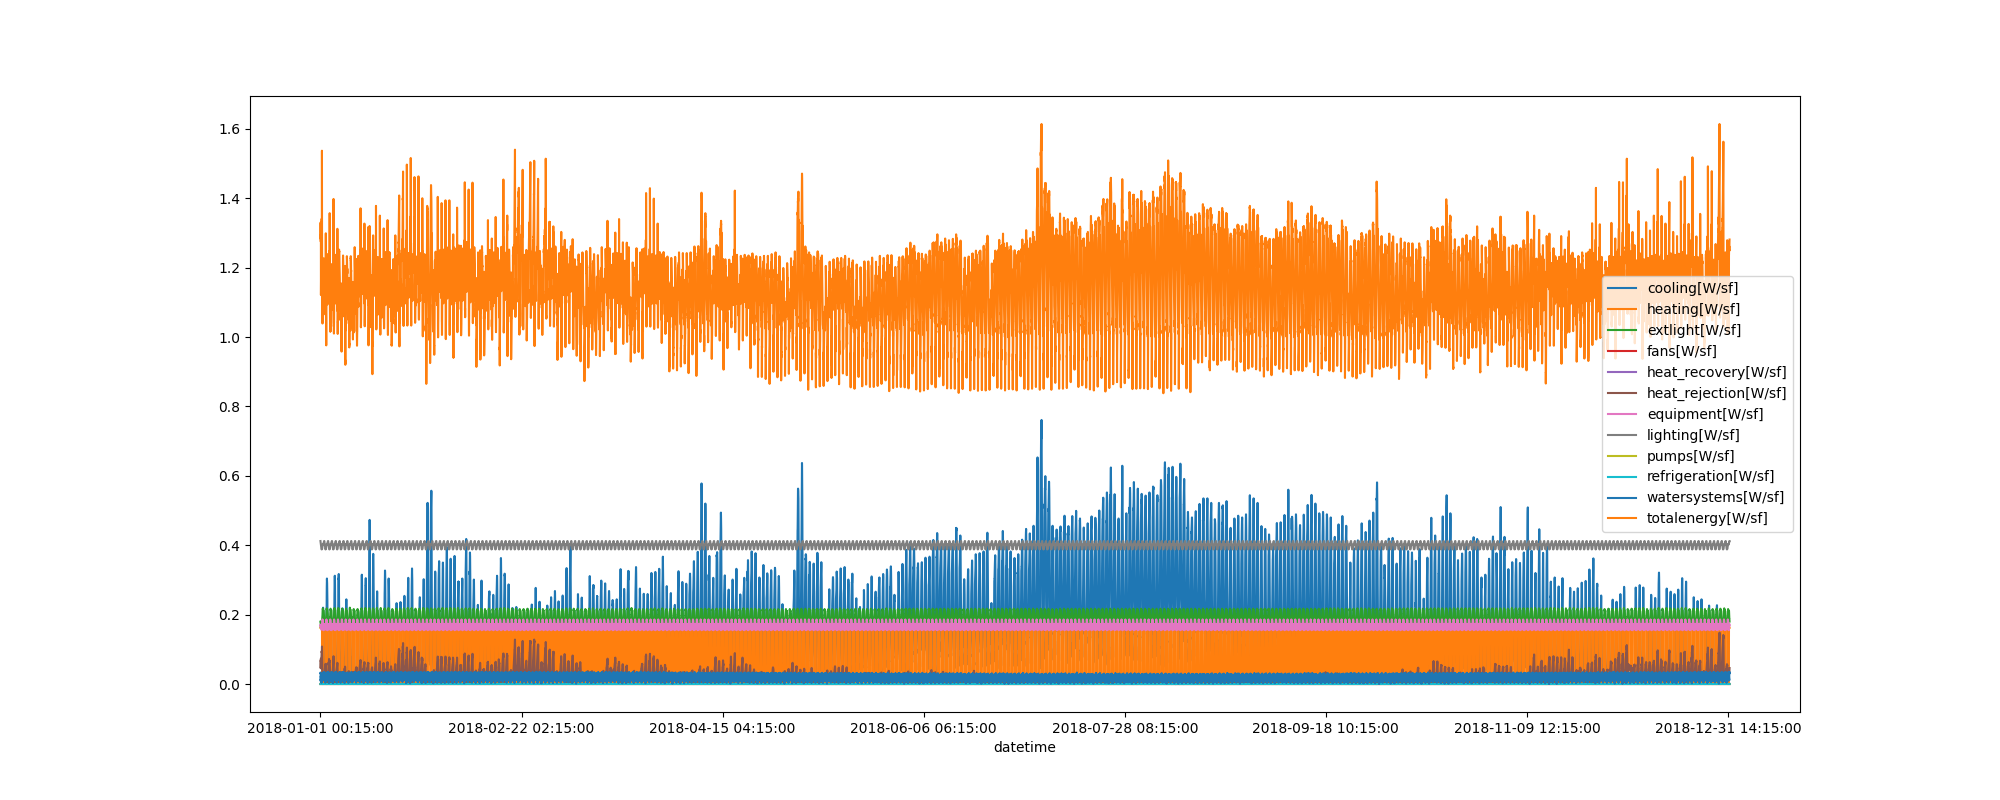 1.6
1.4
1.2
1.0
0.8
0.6
0.4
0.2
0.0
cooling[W/sf]
heating[W/sf]
extlight[W/sf]
fans[W/sf]
heat_recovery[W/sf]
heat_rejection[W/sf]
equipment[W/sf]
lighting[W/sf]
pumps[W/sf]
refrigeration[W/sf]
watersystems[W/sf]
totalenergy[W/sf]
2018-01-01 00:15:00 2018-02-22 02:15:00 2018-04-15 04:15:00 2018-06-06 06:15:00 2018-07-28 08:15:00 2018-09-18 10:15:00 2018-11-09 12:15:00 2018-12-31 14:15:00
datetime